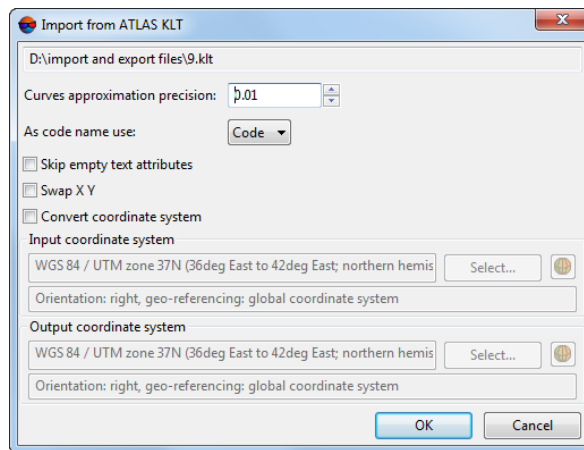 Import from ATLAS KLT
D:\import and export files\9.klt
Curves approximation precision: 0.01
As code name use: Code
Skip empty text attributes
Swap X Y
Convert coordinate system
Input coordinate system
WGS 84 / UTM zone 37N (36deg East to 42deg East; northern hemis Select...
Orientation: right, geo-referencing: global coordinate system
Output coordinate system
WGS 84 / UTM zone 37N (36deg East to 42deg East; northern hemis Select...
Orientation: right, geo-referencing: global coordinate system
OK Cancel